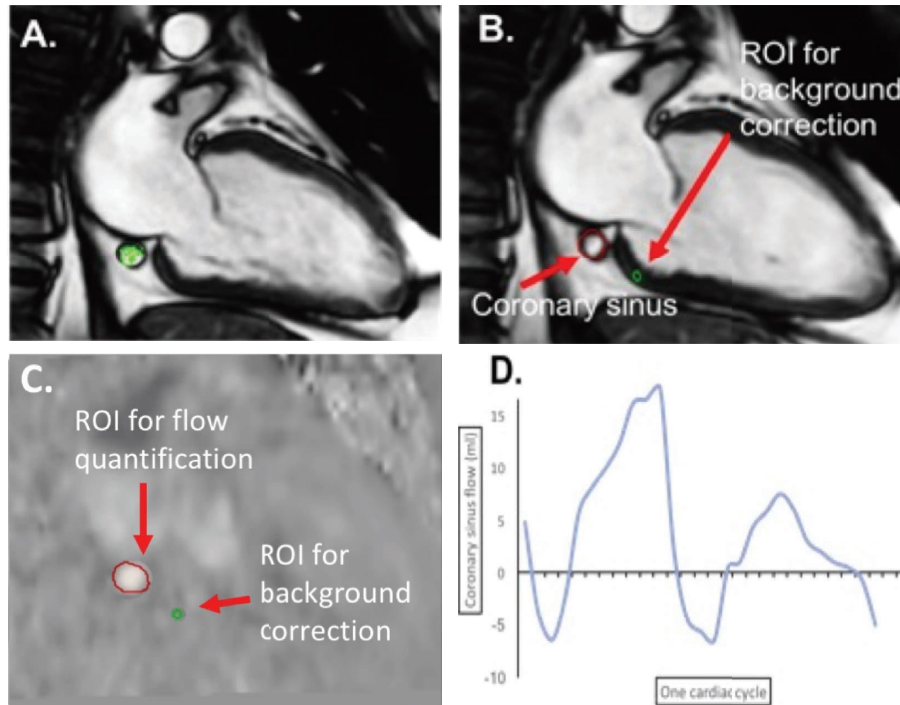 A.
B.
ROI for
background
correction
Coronary sinus
C.
ROI for flow
quantification
ROI for
background
correction
D.
Coronary sinus flow (ml)
15
10
5
0
-5
-10
One cardiac cycle